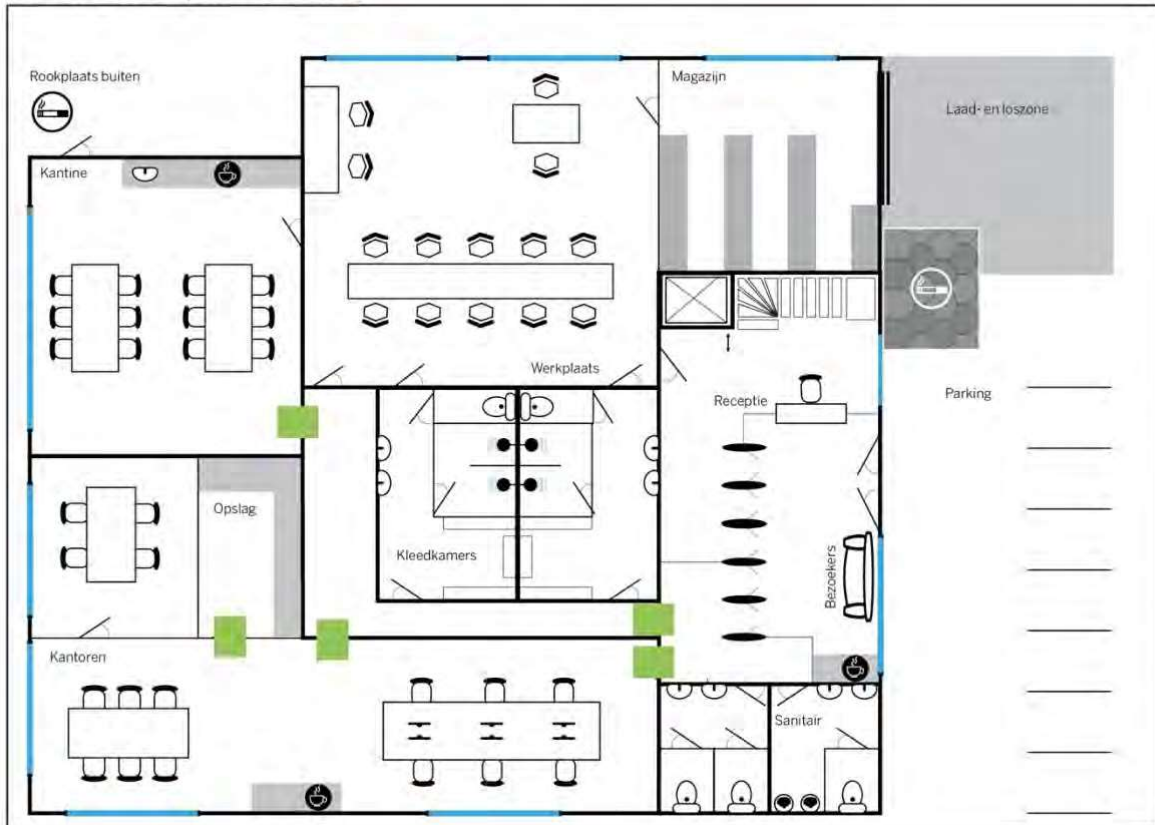 Rookplaats buiten
Magazijn
Laad- en loszone
Kantine
Werkplaats
Receptie
Parking
Opslag
Kleedkamers
Bezoekers
Kantoren
Sanitair